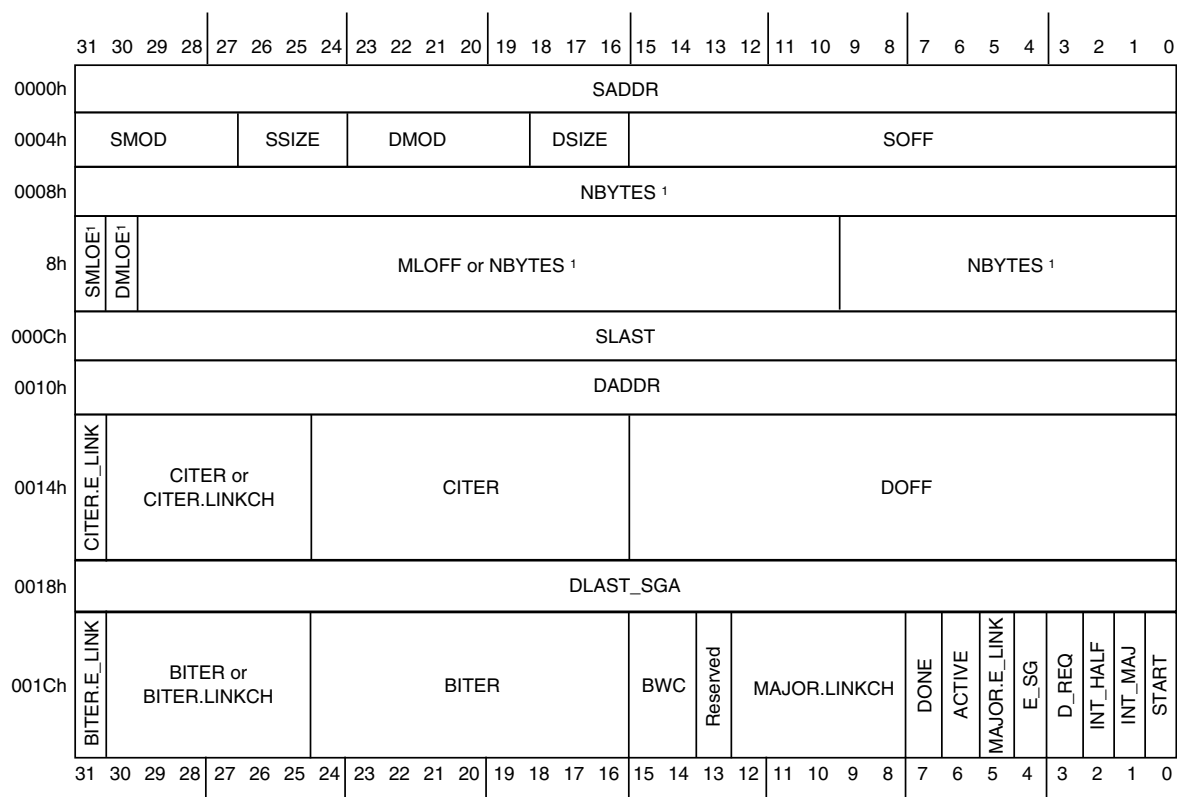 31 30 29 28 27 26 25 24 23 22 21 20 19 18 17 16 15 14 13 12 11 10 9 8 7 6 5 4 3 2 1 0
0000h SADDR
0004h SMOD SSIZE DMOD DSIZE SOFF
0008h NBYTES 1
8h SMLOE1 DMLOE1 MLOFF or NBYTES 1 NBYTES 1
000Ch SLAST
0010h DADDR
0014h CITER.E_LINK CITER or
CITER.LINKCH CITER DOFF
0018h DLAST_SGA
001Ch BITER.E_LINK BITER or
BITER.LINKCH BITER BWC Reserved MAJOR.LINKCH DONE ACTIVE MAJOR.E_LINK E_SG D_REQ INT_HALF INT_MAJ START
31 30 29 28 27 26 25 24 23 22 21 20 19 18 17 16 15 14 13 12 11 10 9 8 7 6 5 4 3 2 1 0